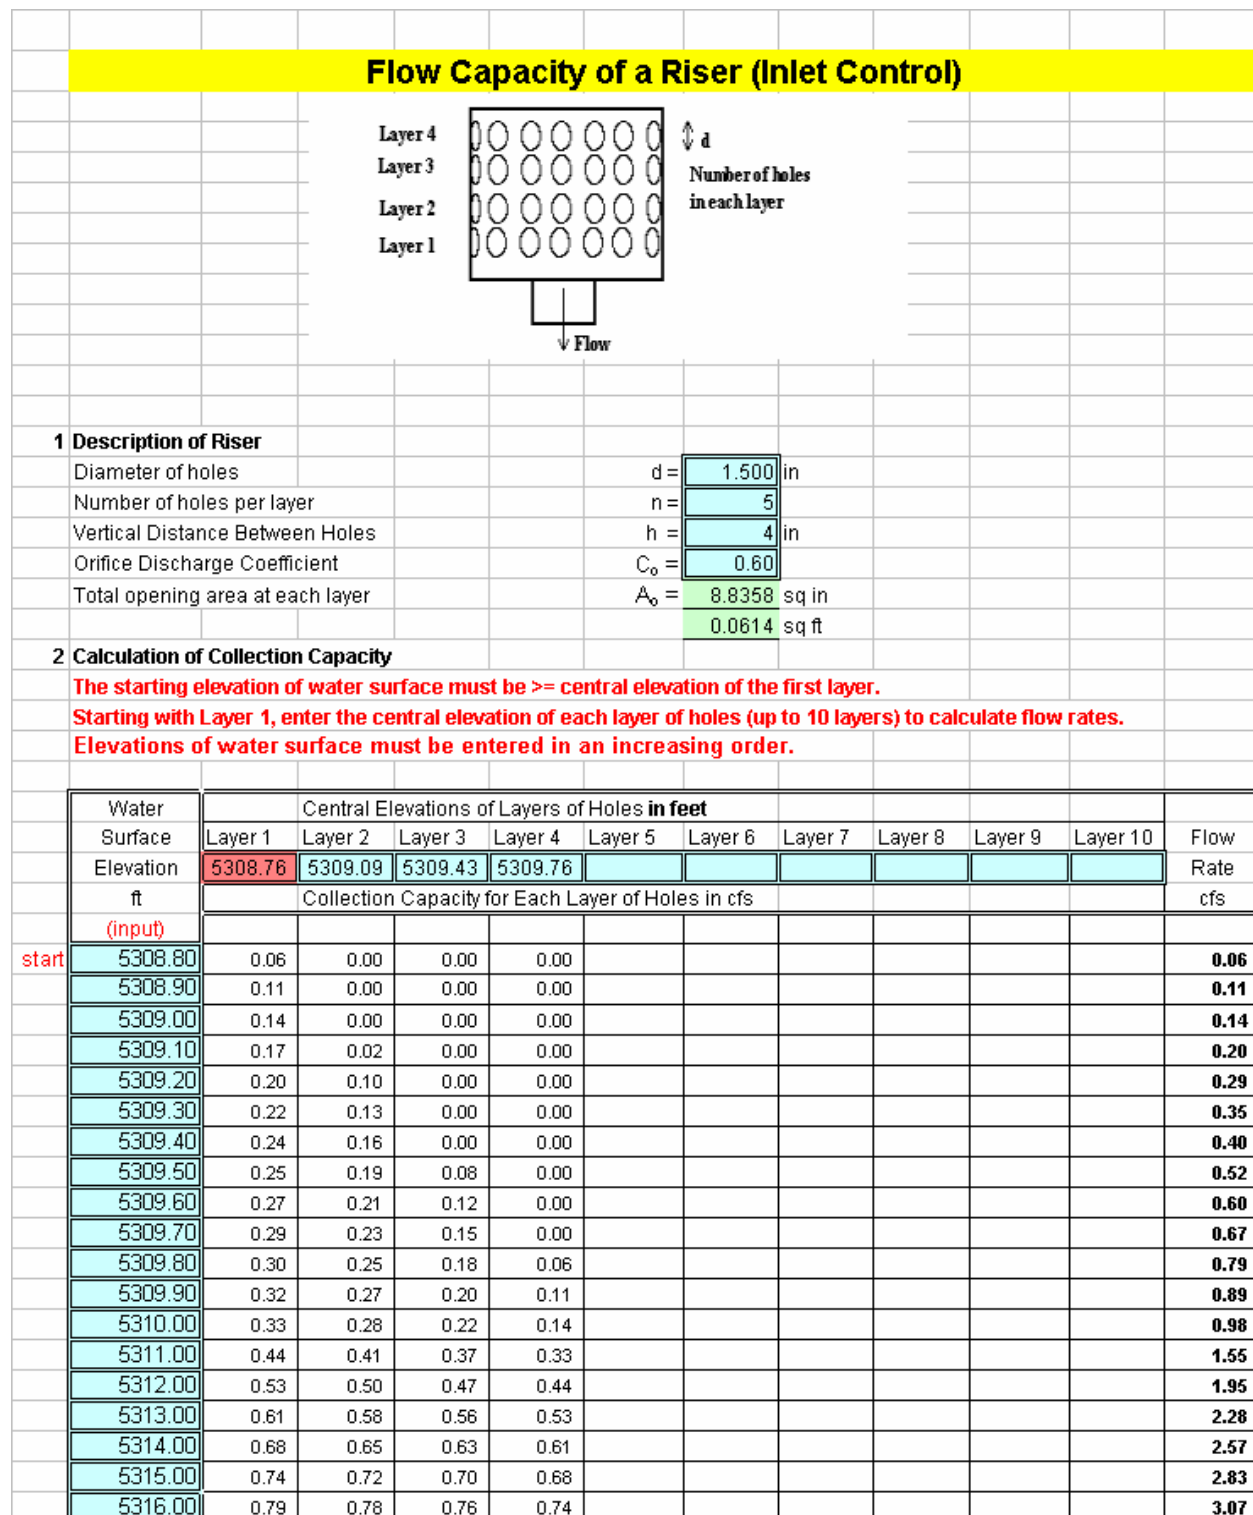 Flow Capacity of a Riser (Inlet Control)
Layer 4
d
Layer 3
Number of holes
Layer 2
in each layer
Layer 1
Flow
1 Description of Riser
Diameter of holes d = 1.500 in
Number of holes per layer n = 5
Vertical Distance Between Holes h = 4 in
Orifice Discharge Coefficient Co = 0.60
Total opening area at each layer Ao = 8.8358 sq in
0.0614 sq ft
2 Calculation of Collection Capacity
The starting elevation of water surface must be >= central elevation of the first layer.
Starting with Layer 1, enter the central elevation of each layer of holes (up to 10 layers) to calculate flow rates.
Elevations of water surface must be entered in an increasing order.
Water Central Elevations of Layers of Holes in feet
Surface Layer 1 Layer 2 Layer 3 Layer 4 Layer 5 Layer 6 Layer 7 Layer 8 Layer 9 Layer 10 Flow
Elevation 5308.76 5309.09 5309.43 5309.76 Rate
ft Collection Capacity for Each Layer of Holes in cfs cfs
(input)
start 5308.80 0.06 0.00 0.00 0.00 0.06
5308.90 0.11 0.00 0.00 0.00 0.11
5309.00 0.14 0.00 0.00 0.00 0.14
5309.10 0.17 0.02 0.00 0.00 0.20
5309.20 0.20 0.10 0.00 0.00 0.29
5309.30 0.22 0.13 0.00 0.00 0.35
5309.40 0.24 0.16 0.00 0.00 0.40
5309.50 0.25 0.19 0.08 0.00 0.52
5309.60 0.27 0.21 0.12 0.00 0.60
5309.70 0.29 0.23 0.15 0.00 0.67
5309.80 0.30 0.25 0.18 0.06 0.79
5309.90 0.32 0.27 0.20 0.11 0.89
5310.00 0.33 0.28 0.22 0.14 0.98
5311.00 0.44 0.41 0.37 0.33 1.55
5312.00 0.53 0.50 0.47 0.44 1.95
5313.00 0.61 0.58 0.56 0.53 2.28
5314.00 0.68 0.65 0.63 0.61 2.57
5315.00 0.74 0.72 0.70 0.68 2.83
5316.00 0.79 0.78 0.76 0.74 3.07